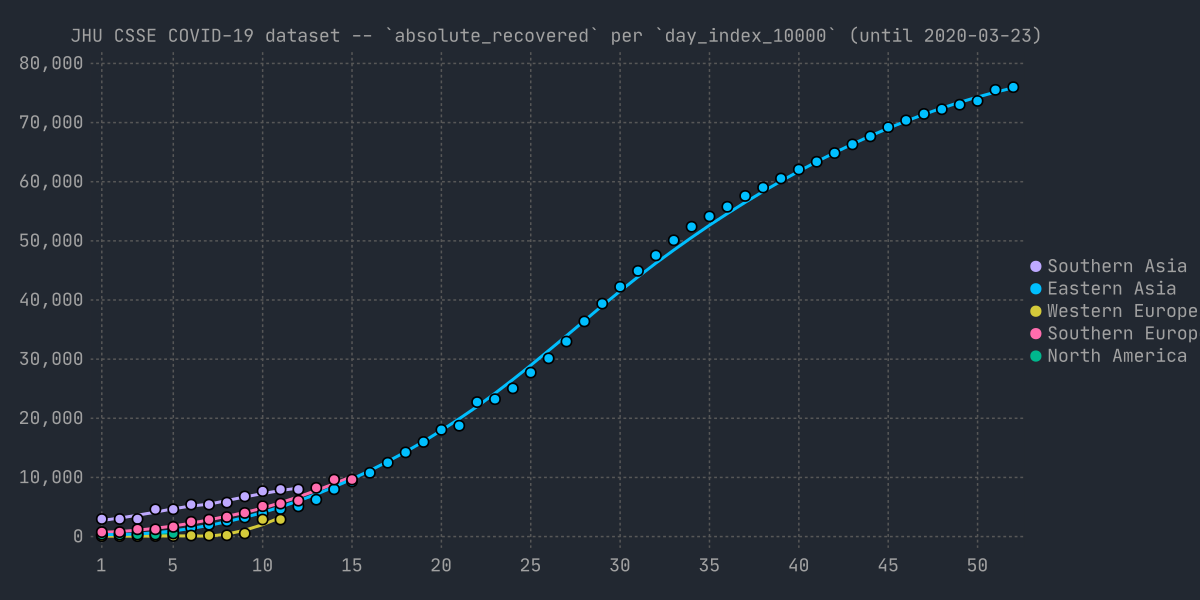 JHU CSSE COVID-19 dataset -- `absolute_recovered` per `day_index_10000` (until 2020-03-23)
80,000
70,000
60,000
50,000
40,000
30,000
20,000
10,000
0
1 5 10 15 20 25 30 35 40 45 50
Southern Asia
Eastern Asia
Western Europe
Southern Europ
North America